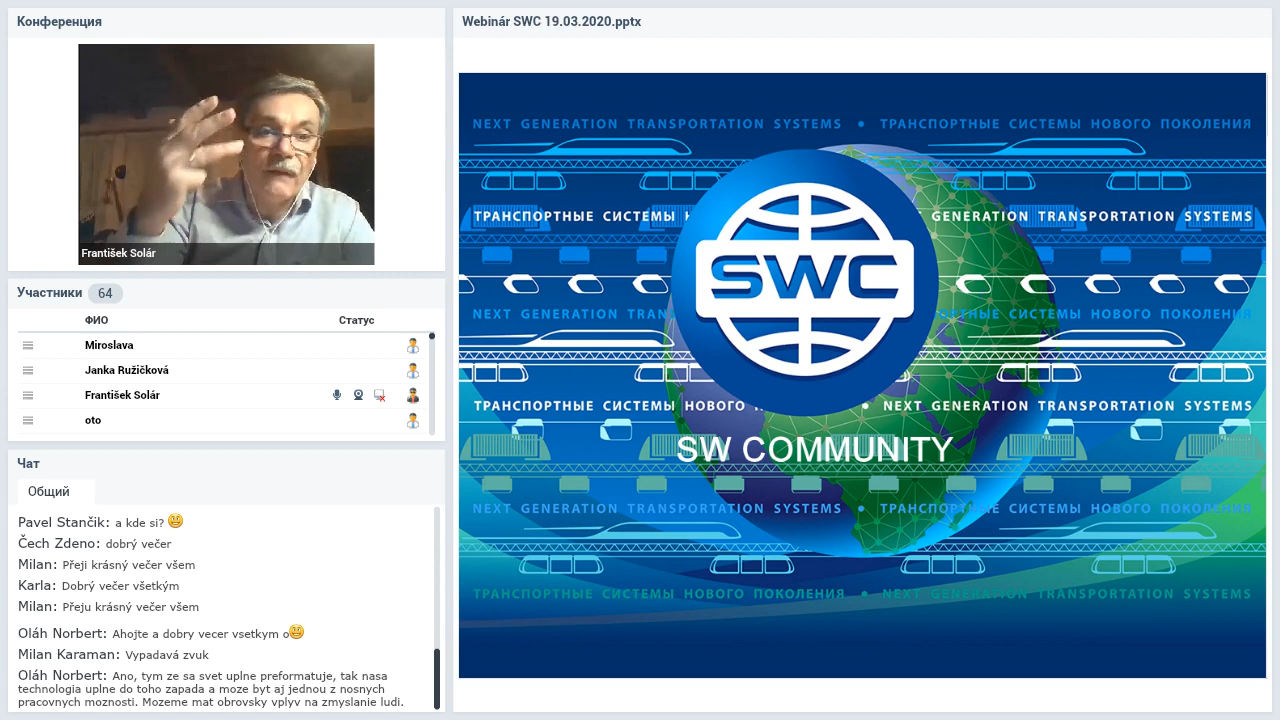 Конференция
František Solár
Участники 64
ФИО Статус
Miroslava
Janka Ružičková
František Solár
oto
Чат
Общий
Pavel Stančik: a kde si?
Čech Zdeno: dobrý večer
Milan: Přeji krásný večer všem
Karla: Dobrý večer všetkým
Milan: Přeju krásný večer všem
Oláh Norbert: Ahojte a dobry vecer vsetkym o
Milan Karaman: Vypadavá zvuk
Oláh Norbert: Ano, tym ze sa svet uplne preformatuje, tak nasa
technologia uplne do toho zapada a moze byt aj jednou z nosnych
pracovnych moznosti. Mozeme mat obrovsky vplyv na zmyslanie ludi.
Webinár SWC 19.03.2020.pptx
NEXT GENERATION TRANSPORTATION SYSTEMS • ТРАНСПОРТНЫЕ СИСТЕМЫ НОВОГО ПОКОЛЕНИЯ
ТРАНСПОРТНЫЕ СИСТЕМЫ GENERATION TRANSPORTATION SYSTEMS
SWC
NEXT GENERATION СИСТЕМЫ НОВОГО ПОКОЛЕНИЯ
ТРАНСПОРТНЫЕ СИСТЕМЫ НОВОГО • NEXT GENERATION TRANSPORTATION SYSTEMS
SW COMMUNITY
NEXT GENERATION TRANSPORTATION SYSTEMS • ТРАНСПОРТНЫЕ СИСТЕМЫ НОВОГО ПОКОЛЕНИЯ
ТРАНСПОРТНЫЕ СИСТЕМЫ НОВОГО ПОКОЛЕНИЯ • NEXT GENERATION TRANSPORTATION SYSTEMS